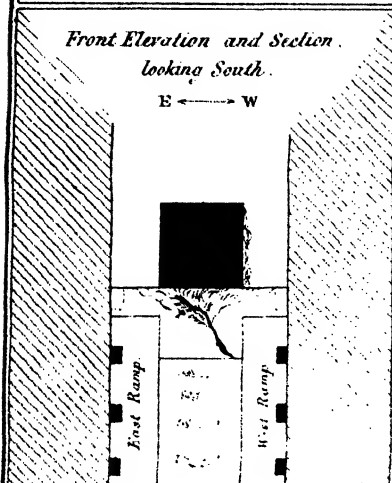 Front Elevation and Section.
looking South.
E W
East Ramp.
West Ramp